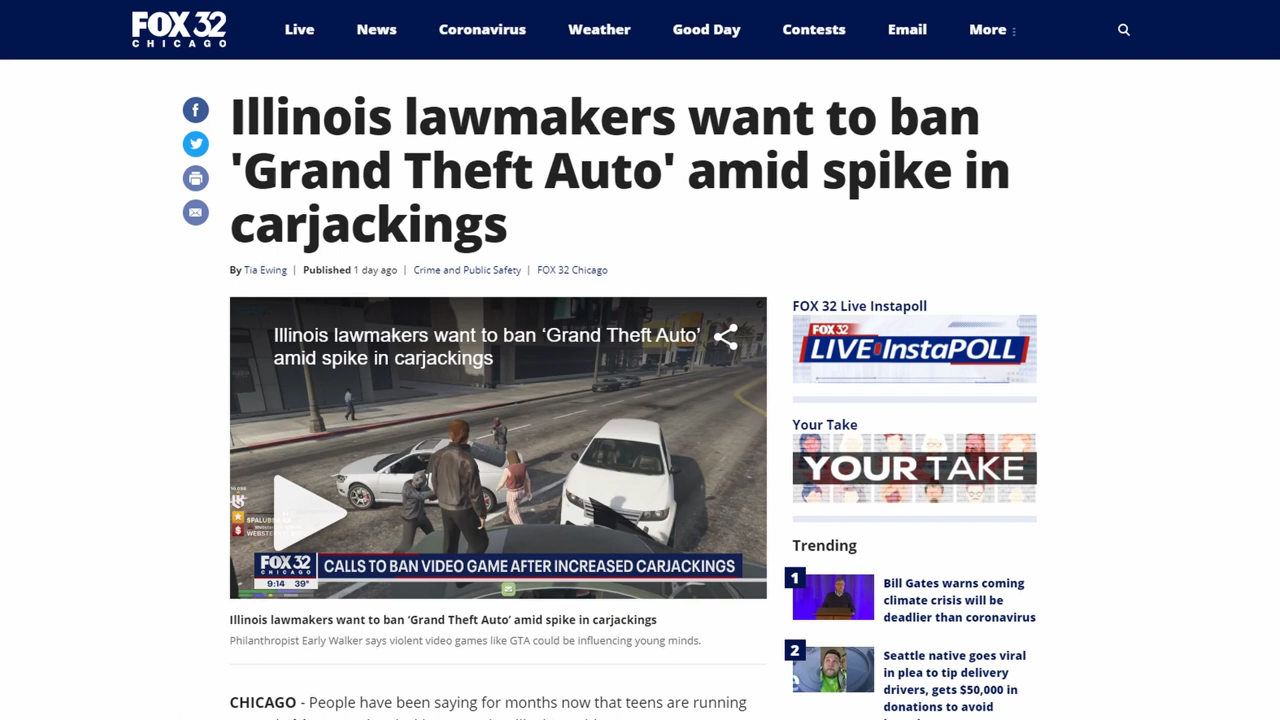 FOX 32
CHICAGO
Live
News
Coronavirus
Weather
Good Day
Contests
Email
More
Illinois lawmakers want to ban
'Grand Theft Auto' amid spike in
carjackings
By Tia Ewing | Published 1 day ago | Crime and Public Safety | FOX 32 Chicago
Illinois lawmakers want to ban ‘Grand Theft Auto’
amid spike in carjackings
FOX 32
CHICAGO
9:14 39°
CALLS TO BAN VIDEO GAME AFTER INCREASED CARJACKINGS
Illinois lawmakers want to ban ‘Grand Theft Auto’ amid spike in carjackings
Philanthropist Early Walker says violent video games like GTA could be influencing young minds.
CHICAGO - People have been saying for months now that teens are running
FOX 32 Live Instapoll
FOX 32
LIVE InstaPOLL
Your Take
YOUR TAKE
Trending
1
Bill Gates warns coming
climate crisis will be
deadlier than coronavirus
2
Seattle native goes viral
in plea to tip delivery
drivers, gets $50,000 in
donations to avoid